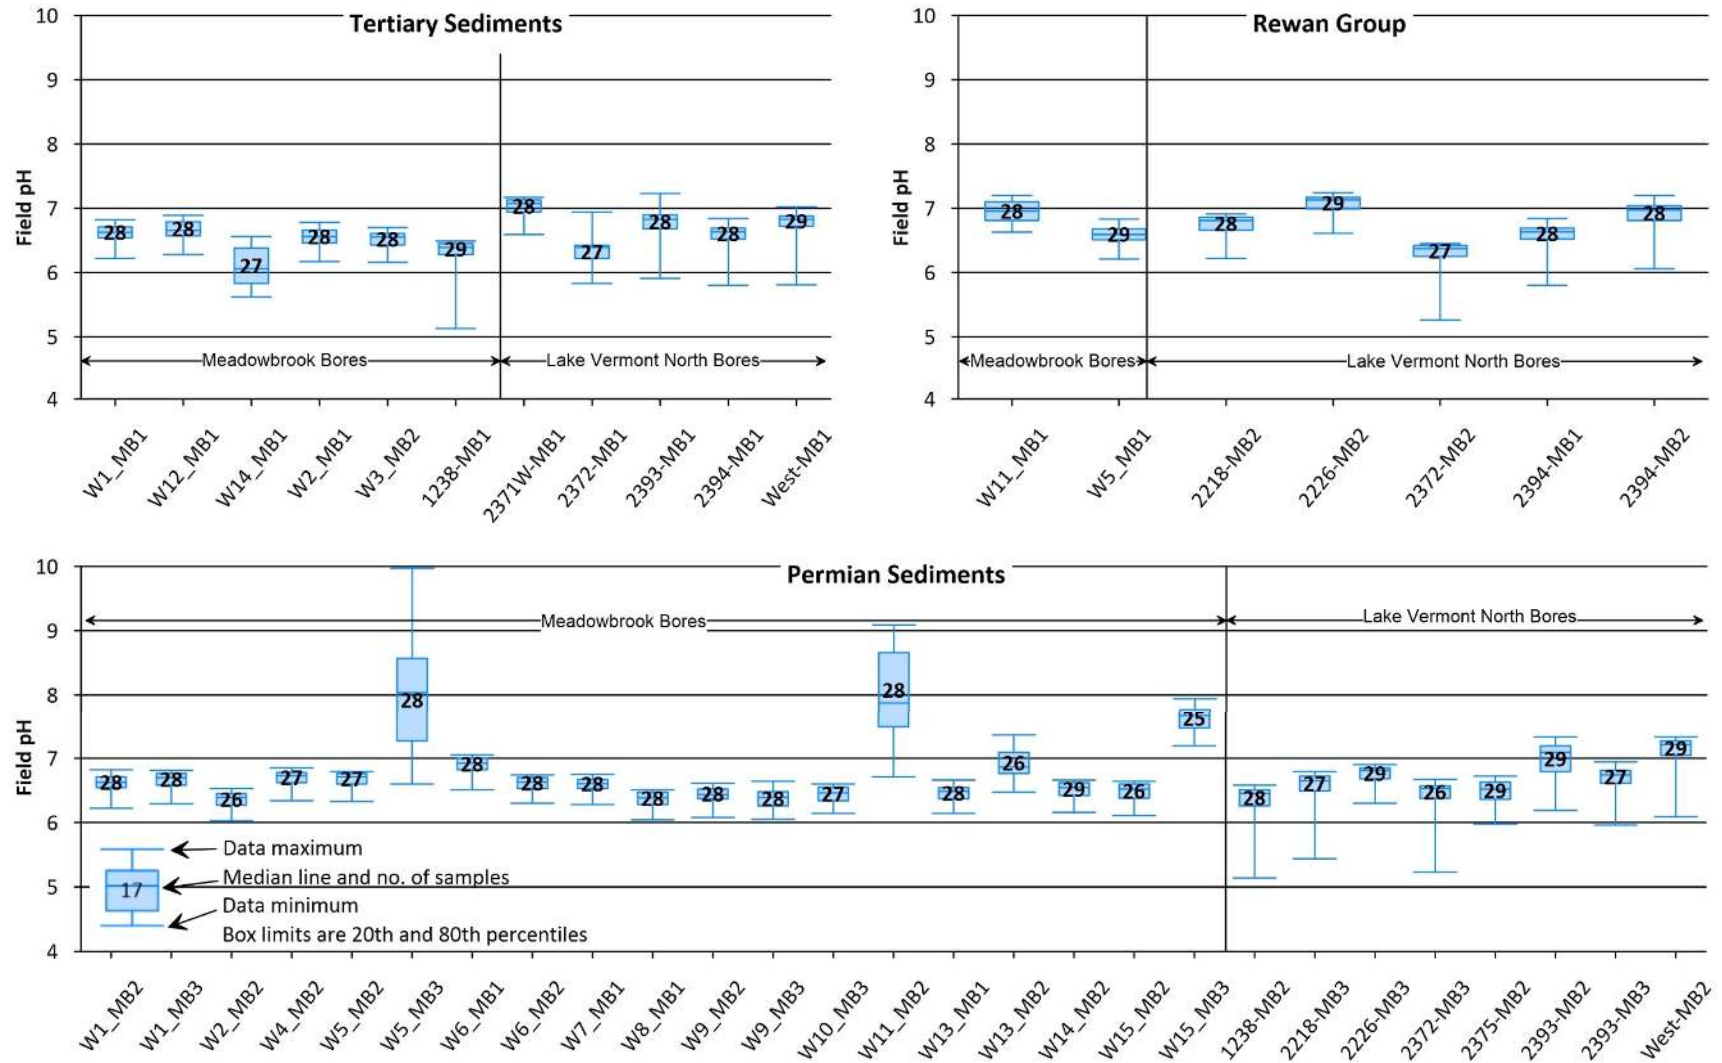 Tertiary Sediments
Field pH
10
9
8
7
6
5
4
28
28
27
28
28
29
28
27
28
28
29
Meadowbrook Bores
Lake Vermont North Bores
W1_MB1
W12_MB1
W14_MB1
W2_MB1
W3_MB2
1238-MB1
2371W-MB1
2372-MB1
2393-MB1
2394-MB1
West-MB1
Rewan Group
Field pH
10
9
8
7
6
5
4
28
29
28
29
27
28
28
Meadowbrook Bores
Lake Vermont North Bores
W11_MB1
W5_MB1
2218-MB2
2226-MB2
2372-MB2
2394-MB1
2394-MB2
Permian Sediments
Meadowbrook Bores
Lake Vermont North Bores
Field pH
10
9
8
7
6
5
4
28
28
26
27
27
28
28
28
28
28
28
28
27
28
28
26
29
26
25
28
27
29
26
29
29
27
29
Data maximum
17
Median line and no. of samples
Data minimum
Box limits are 20th and 80th percentiles
W1_MB2
W1_MB3
W2_MB2
W4_MB2
W5_MB2
W5_MB3
W6_MB1
W6_MB2
W7_MB1
W8_MB1
W9_MB2
W9_MB3
W10_MB3
W11_MB2
W13_MB1
W13_MB2
W14_MB2
W15_MB2
W15_MB3
1238-MB2
2218-MB3
2226-MB3
2372-MB3
2375-MB2
2393-MB2
2393-MB3
West-MB2